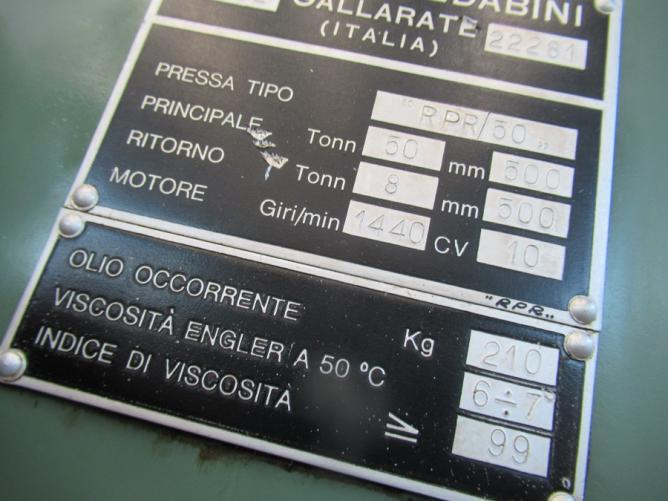 GALLARATE
(ITALIA) 22281
PRESSA TIPO "RPR/50"
PRINCIPALE Tonn 50 mm 500
RITORNO Tonn 8 mm 500
MOTORE Giri/min 1440 CV 10
"RPR"
OLIO OCCORRENTE Kg 210
VISCOSITÀ ENGLER A 50 °C 6÷7°
INDICE DI VISCOSITÀ ≥ 99